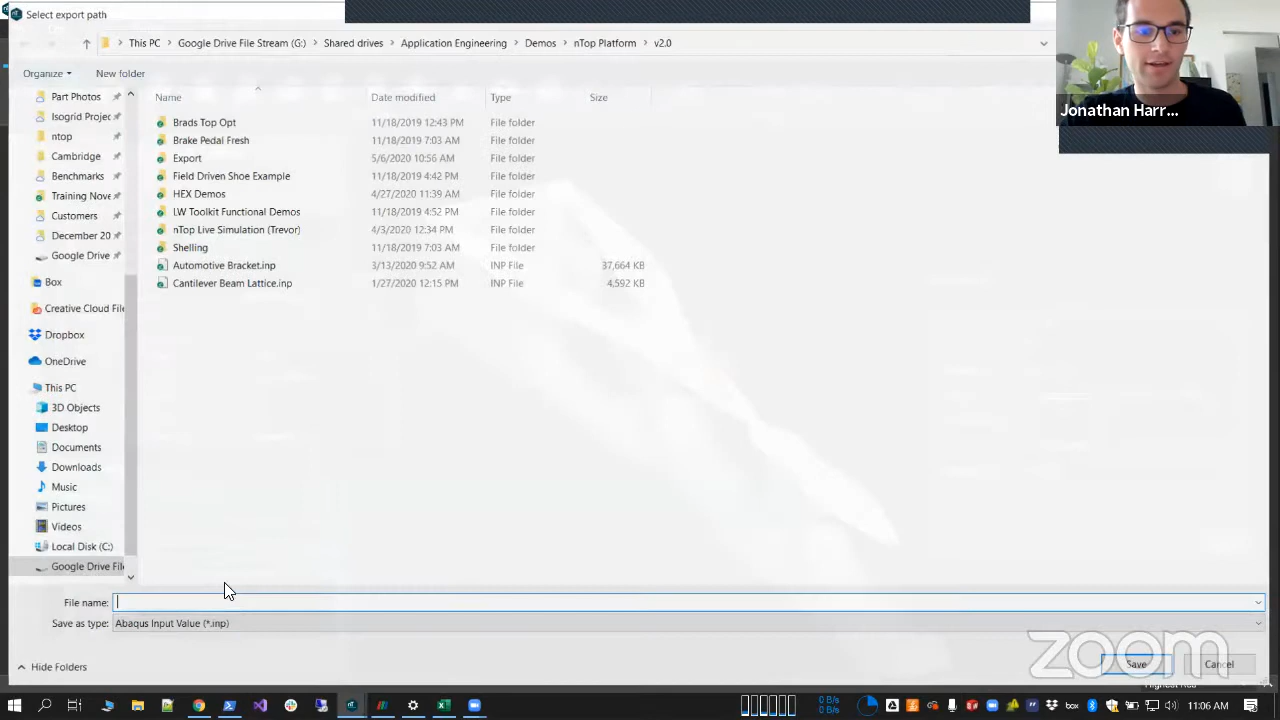 Select export path
This PC > Google Drive File Stream (G:) > Shared drives > Application Engineering > Demos > nTop Platform > v2.0
Organize New folder
Name Date modified Type Size
Part Photos
Isogrid Projec
ntop
Cambridge
Benchmarks
Training Nove
Customers
December 20
Google Drive
Box
Creative Cloud File
Dropbox
OneDrive
This PC
3D Objects
Desktop
Documents
Downloads
Music
Pictures
Videos
Local Disk (C:)
Google Drive File
Brads Top Opt 11/18/2019 12:43 PM File folder
Brake Pedal Fresh 11/18/2019 7:03 AM File folder
Export 5/6/2020 10:56 AM File folder
Field Driven Shoe Example 11/18/2019 4:42 PM File folder
HEX Demos 4/27/2020 11:39 AM File folder
LW Toolkit Functional Demos 11/18/2019 4:52 PM File folder
nTop Live Simulation (Trevor) 4/3/2020 12:34 PM File folder
Shelling 11/18/2019 7:03 AM File folder
Automotive Bracket.inp 3/13/2020 9:52 AM INP File 37,664 KB
Cantilever Beam Lattice.inp 1/27/2020 12:15 PM INP File 4,592 KB
Jonathan Harr...
File name:
Save as type: Abaqus Input Value (*.inp)
Hide Folders
Save Cancel
zoom
0 B/s
0 B/s
box
11:06 AM